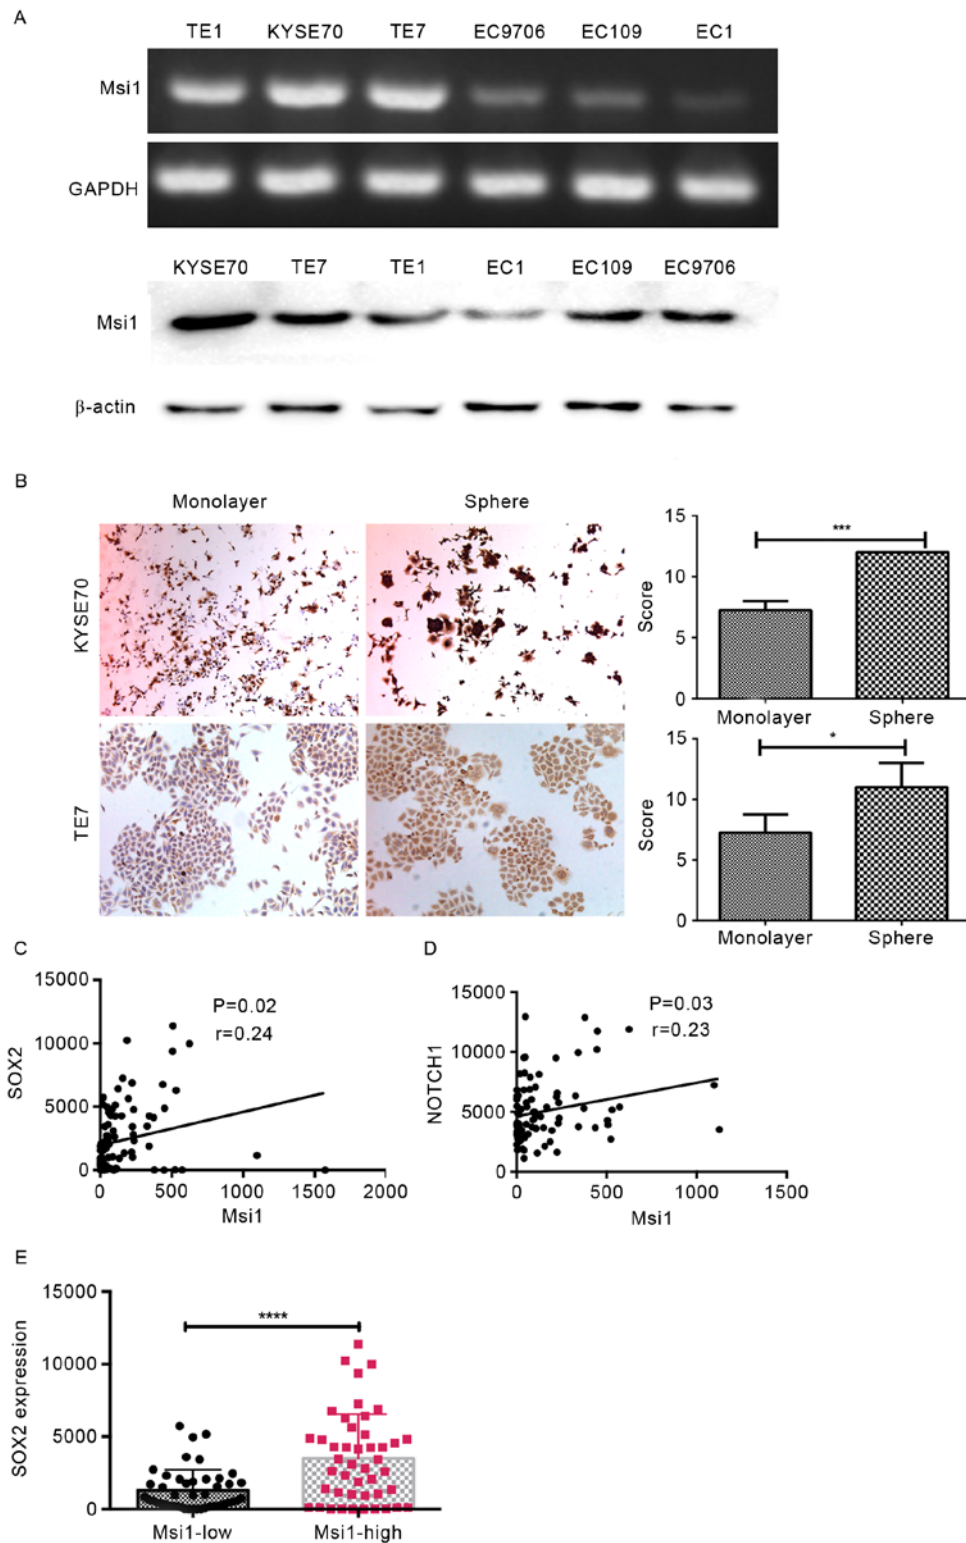 A
TE1 KYSE70 TE7 EC9706 EC109 EC1
Msi1
GAPDH
KYSE70 TE7 TE1 EC1 EC109 EC9706
Msi1
β-actin
B
Monolayer Sphere
KYSE70
TE7
15
10
5
0
Score
***
Monolayer Sphere
15
10
5
0
Score
*
Monolayer Sphere
C
15000
10000
5000
0
SOX2
P=0.02
r=0.24
0 500 1000 1500 2000
Msi1
D
15000
10000
5000
0
NOTCH1
P=0.03
r=0.23
0 500 1000 1500
Msi1
E
15000
10000
5000
0
SOX2 expression
****
Msi1-low Msi1-high